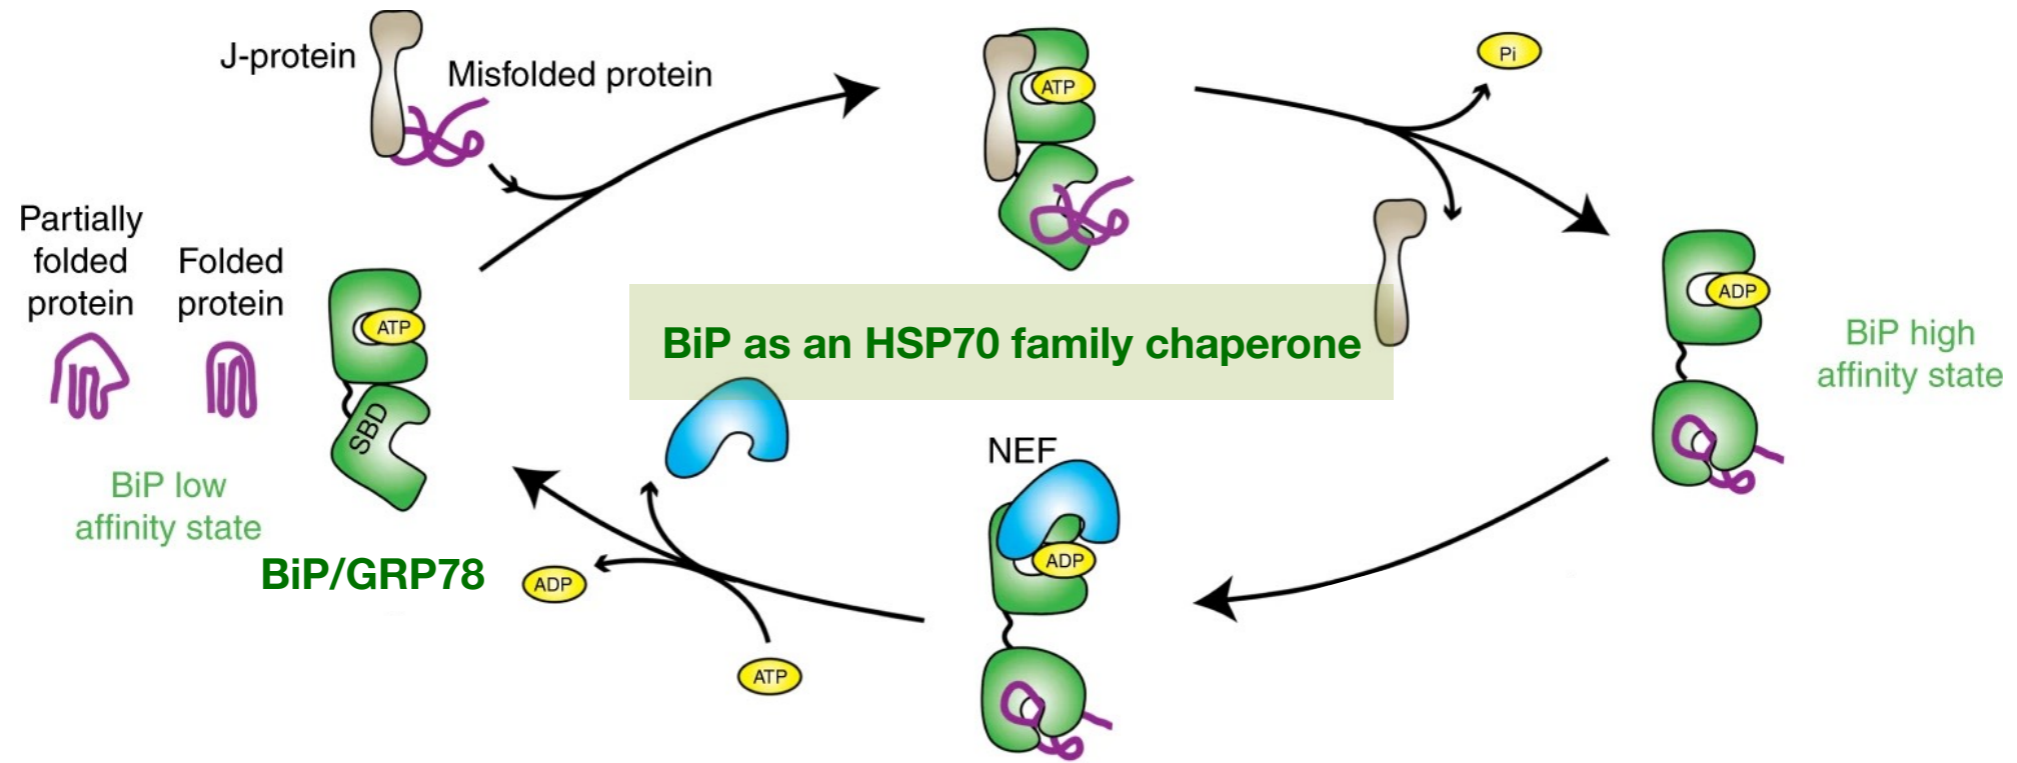 J-protein
Misfolded protein
ATP
Pi
Partially
folded
protein
Folded
protein
ATP
SBD
BiP low
affinity state
BiP/GRP78
BiP as an HSP70 family chaperone
ADP
BiP high
affinity state
NEF
ADP
ADP
ATP